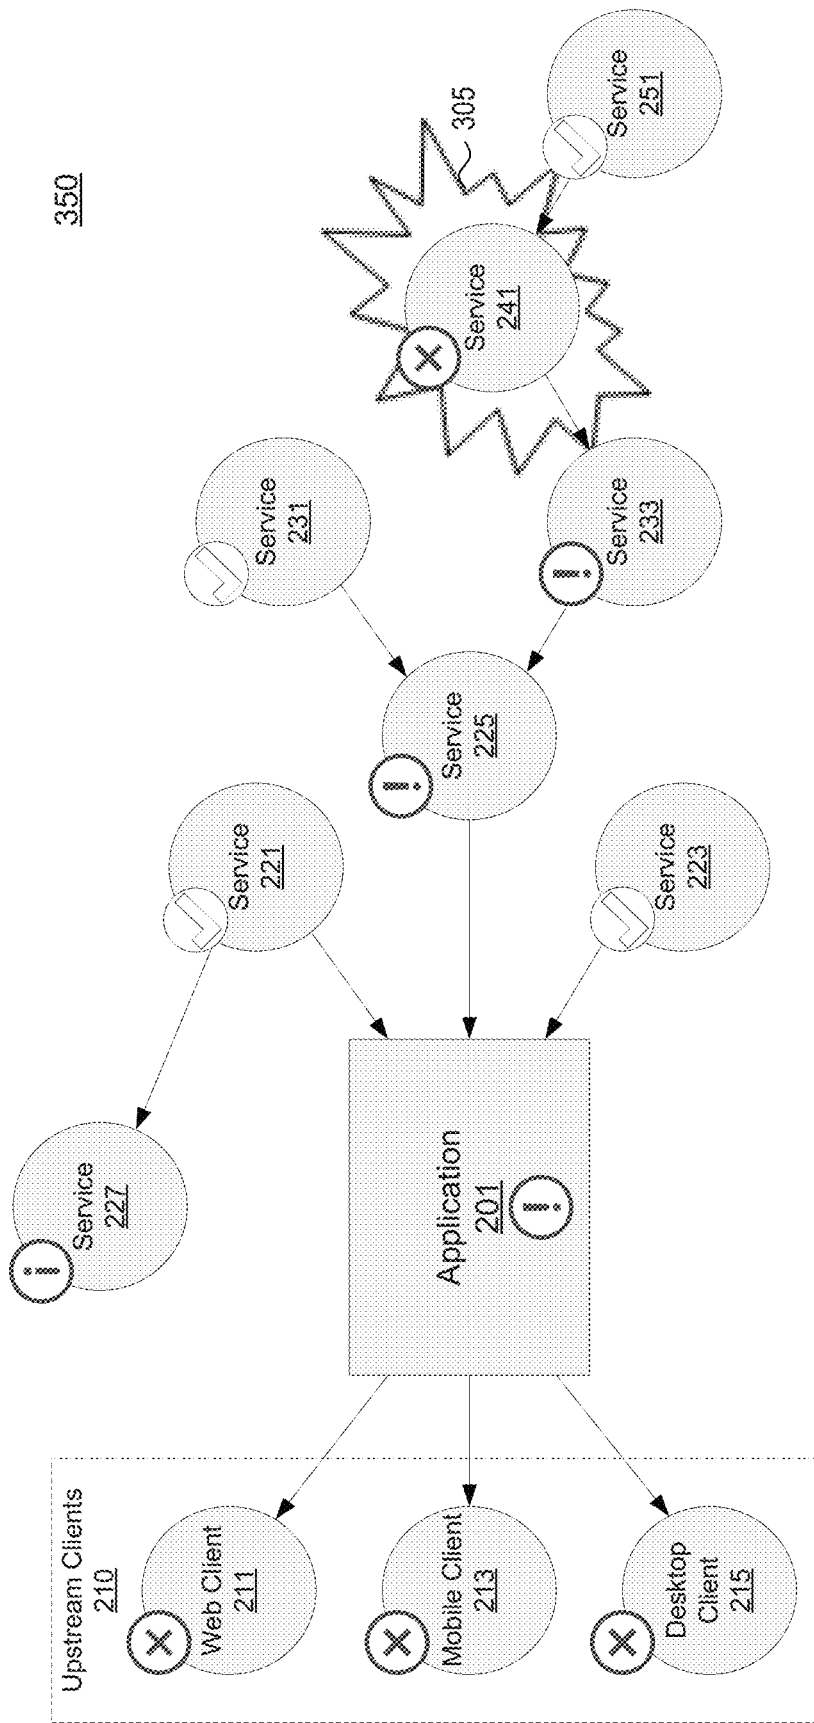 350
Upstream Clients
210
Web Client
211
Mobile Client
213
Desktop
Client
215
Service
227
Application
201
Service
221
Service
223
Service
225
Service
231
Service
233
Service
241
305
Service
251